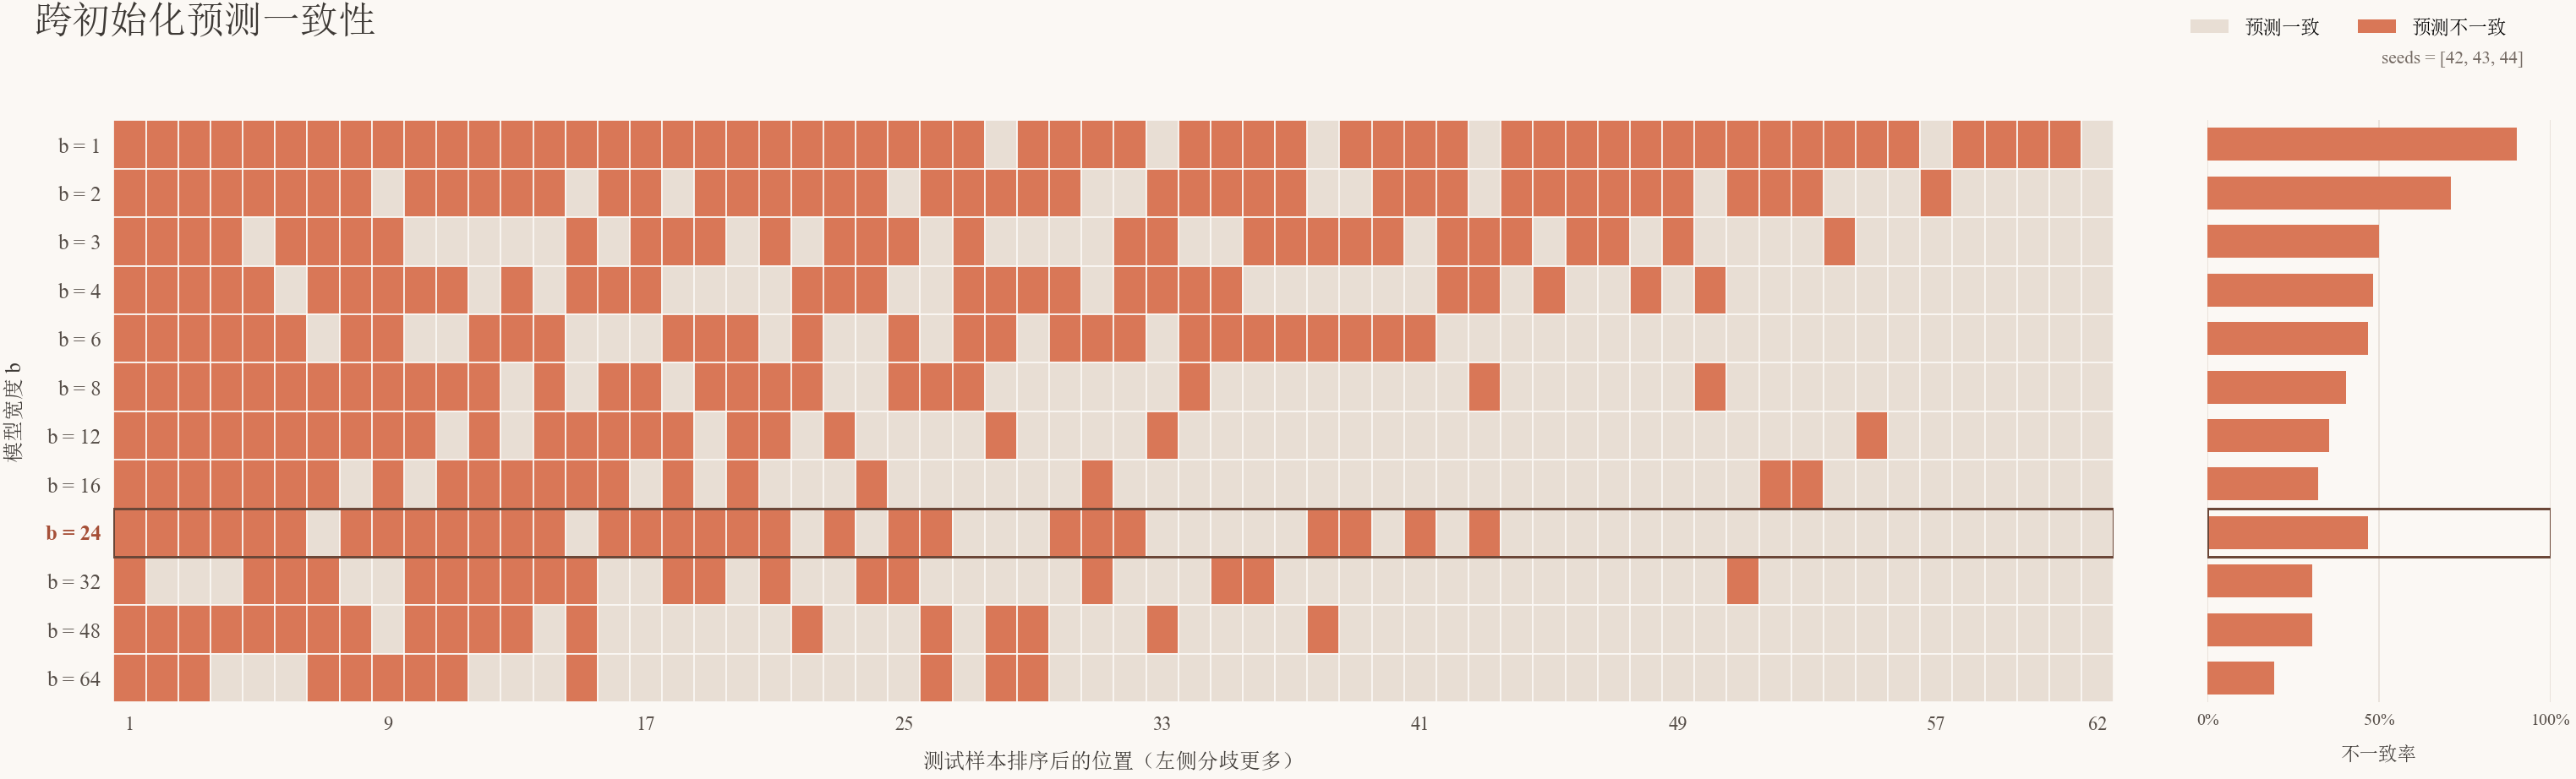 跨初始化预测一致性
预测一致
预测不一致
seeds = [42, 43, 44]
模型宽度 b
b = 1
b = 2
b = 3
b = 4
b = 6
b = 8
b = 12
b = 16
b = 24
b = 32
b = 48
b = 64
1 9 17 25 33 41 49 57 62
测试样本排序后的位置（左侧分歧更多）
0% 50% 100%
不一致率